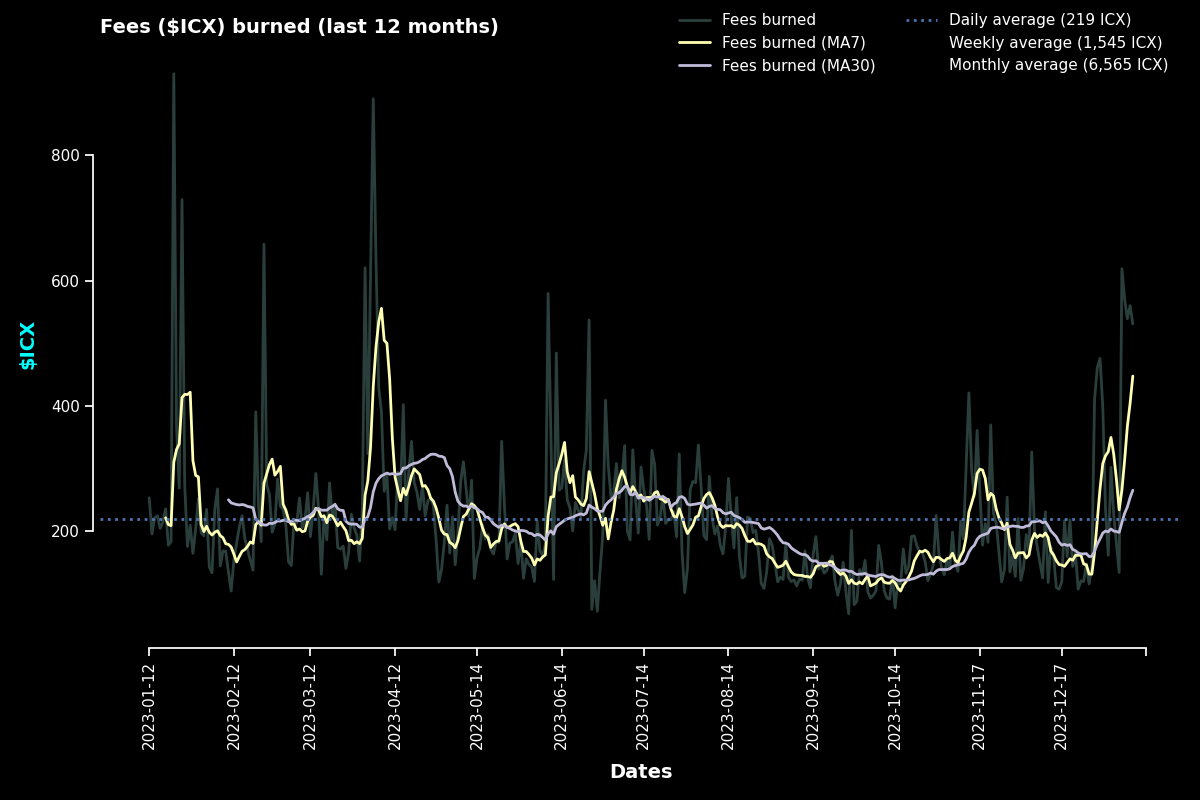 Fees ($ICX) burned (last 12 months)
Fees burned
Fees burned (MA7)
Fees burned (MA30)
Daily average (219 ICX)
Weekly average (1,545 ICX)
Monthly average (6,565 ICX)
$ICX
800
600
400
200
2023-01-12
2023-02-12
2023-03-12
2023-04-12
2023-05-14
2023-06-14
2023-07-14
2023-08-14
2023-09-14
2023-10-14
2023-11-17
2023-12-17
Dates